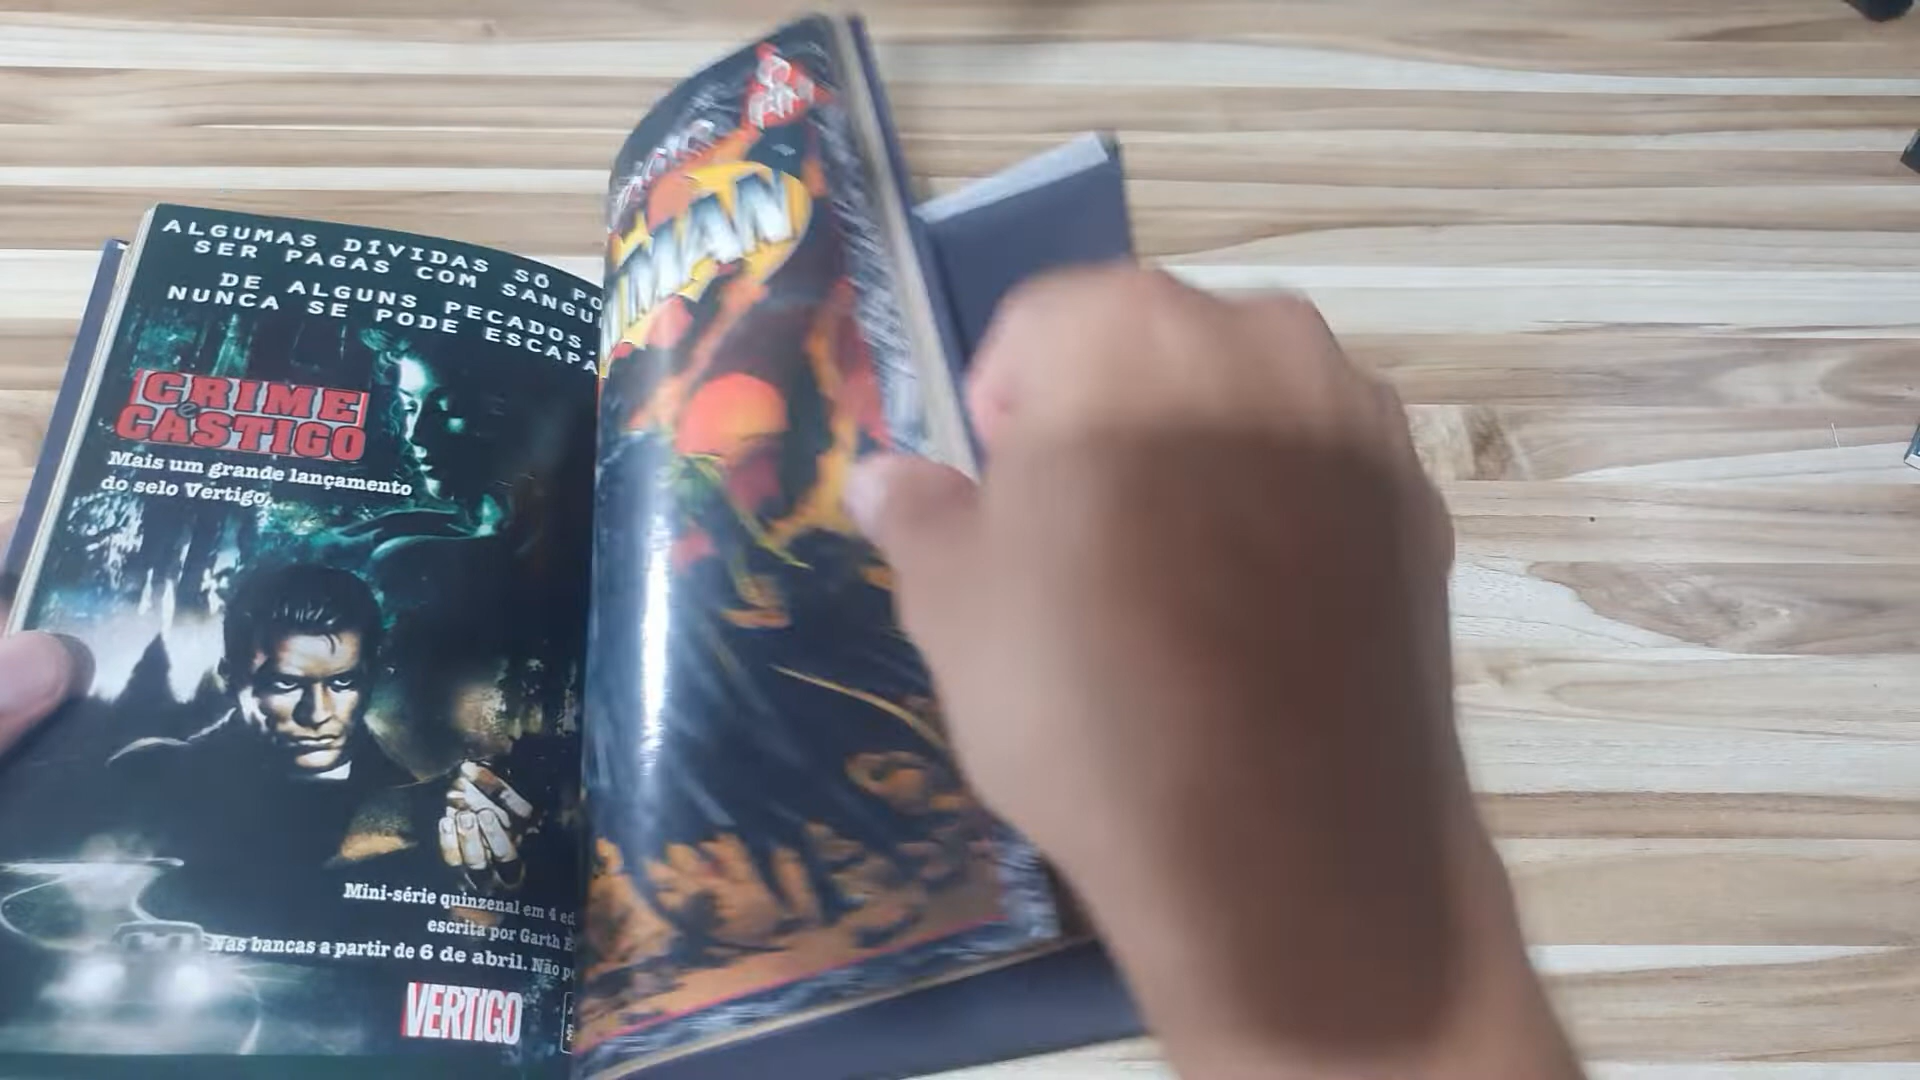 ALGUMAS DÍVIDAS SÓ PO
SER PAGAS COM SANGU
DE ALGUNS PECADOS,
NUNCA SE PODE ESCAPA
CRIME
e
CASTIGO
Mais um grande lançamento
do selo Vertigo.
Mini-série quinzenal em 4 ed
escrita por Garth E
Nas bancas a partir de 6 de abril. Não p
VERTIGO
TMAN